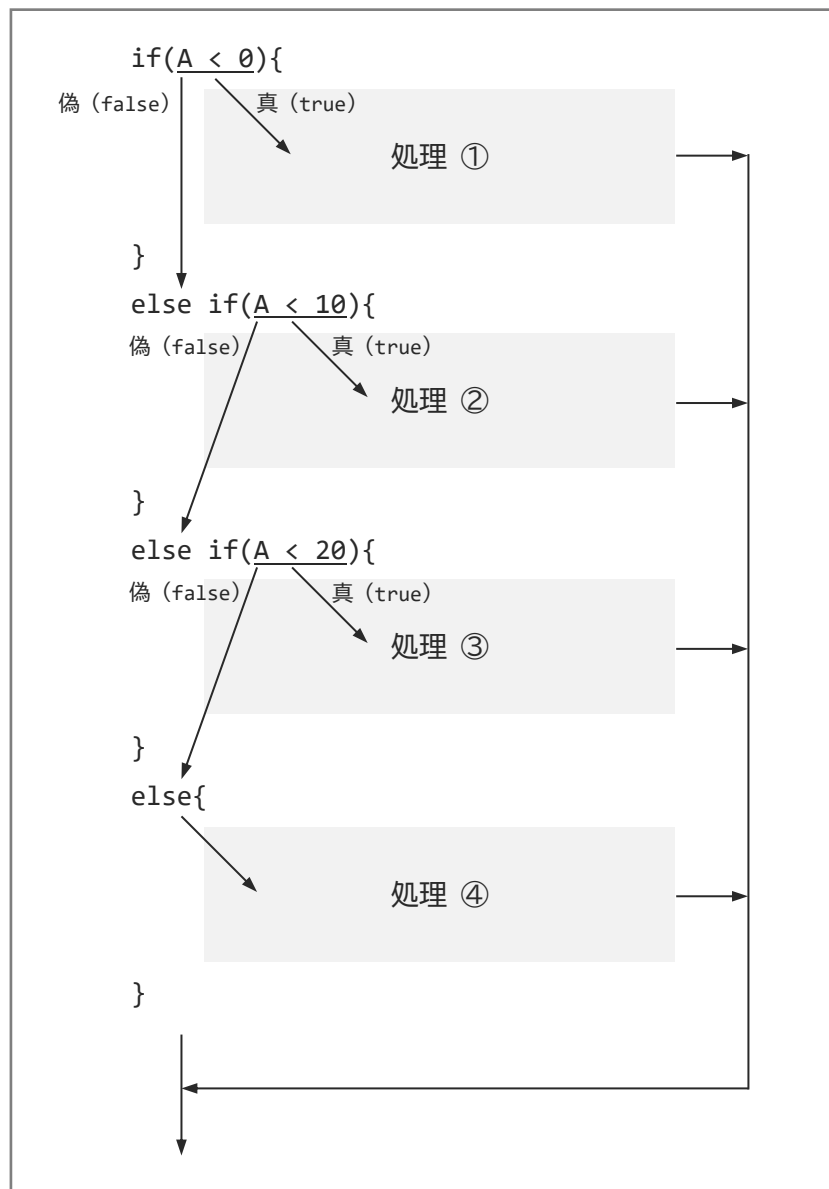 if(A < 0){
偽（false） 真（true）
処理 ①
}
else if(A < 10){
偽（false） 真（true）
処理 ②
}
else if(A < 20){
偽（false） 真（true）
処理 ③
}
else{
処理 ④
}